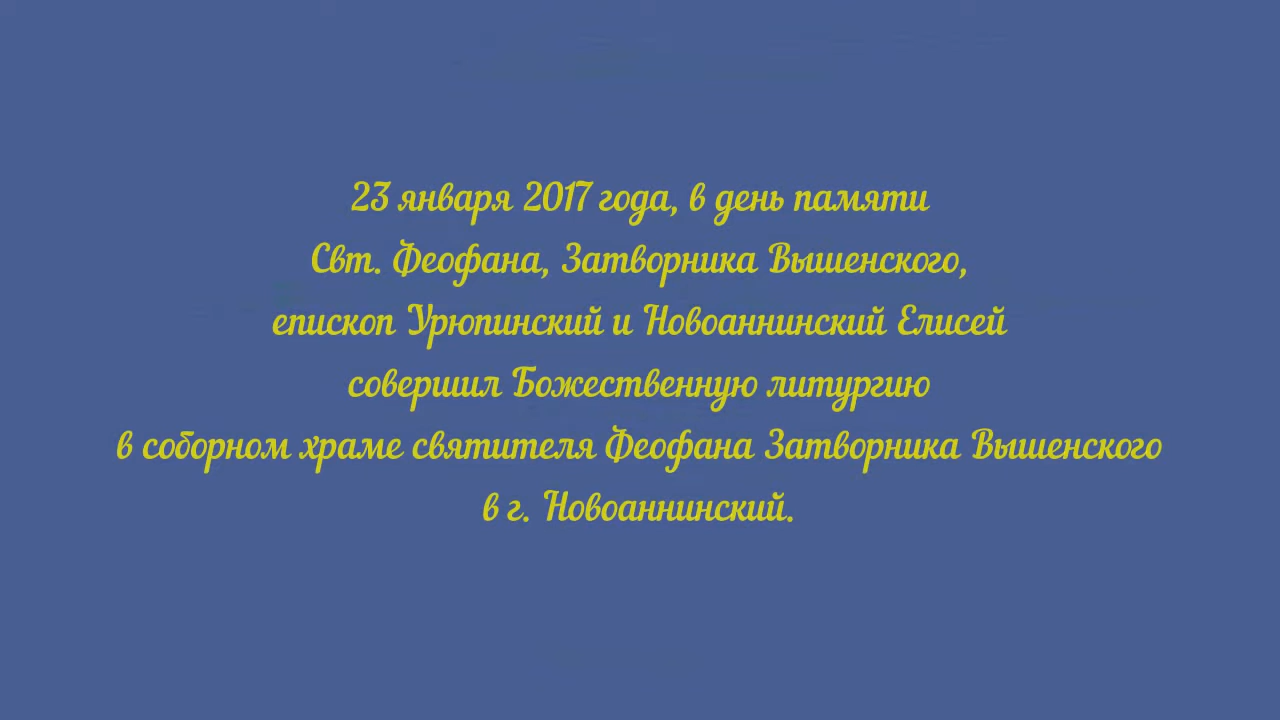 23 января 2017 года, в день памяти
Свт. Феофана, Затворника Вышенского,
епископ Урюпинский и Новоаннинский Елисей
совершил Божественную литургию
в соборном храме святителя Феофана Затворника Вышенского
в г. Новоаннинский.